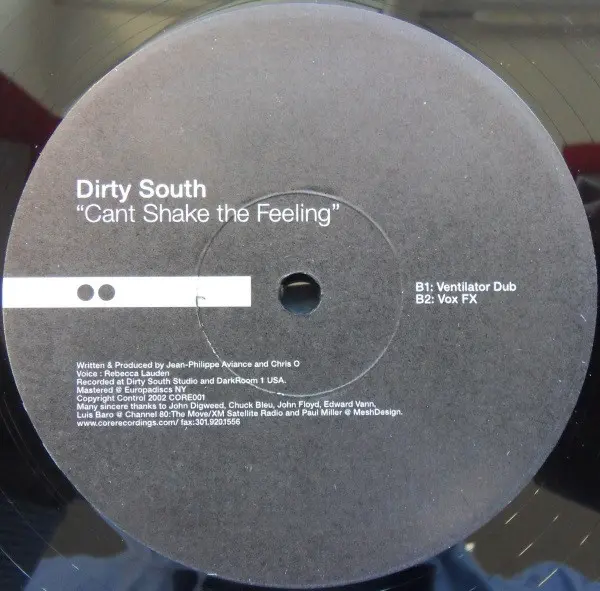 Dirty South
“Cant Shake the Feeling”
B1: Ventilator Dub
B2: Vox FX
Written & Produced by Jean-Philippe Aviance and Chris O
Voice : Rebecca Lauden
Recorded at Dirty South Studio and DarkRoom 1 USA.
Mastered @ Europadiscs NY
Copyright Control 2002 CORE001
Many sincere thanks to John Digweed, Chuck Bleu, John Floyd, Edward Vann,
Luis Baro @ Channel 80:The Move/XM Satellite Radio and Paul Miller @ MeshDesign.
www.corerecordings.com/ fax:301.920.1556